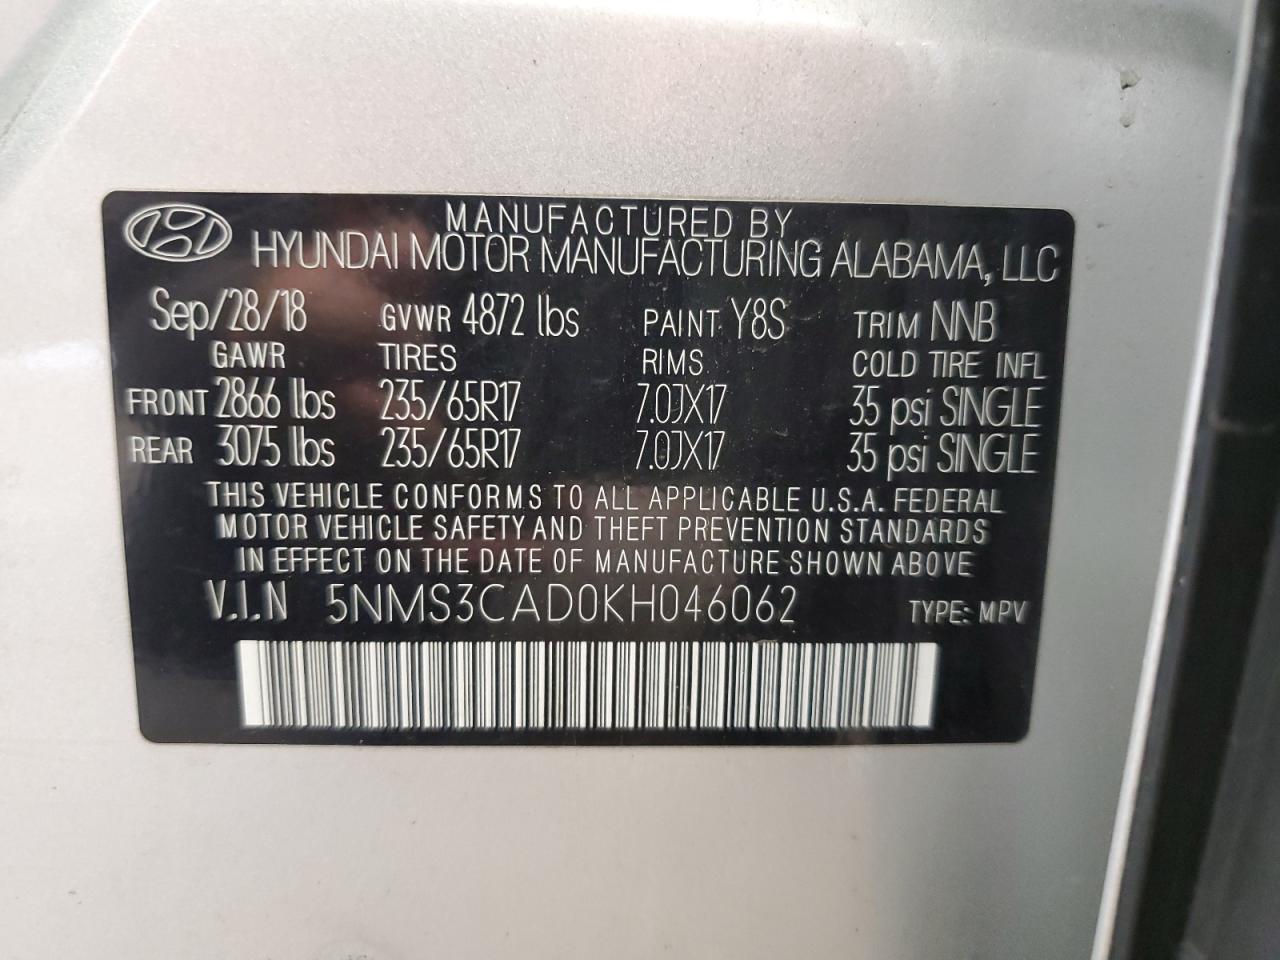 MANUFACTURED BY
HYUNDAI MOTOR MANUFACTURING ALABAMA, LLC
Sep/28/18 GVWR 4872 lbs PAINT Y8S TRIM NNB
GAWR TIRES RIMS COLD TIRE INFL
FRONT 2866 lbs 235/65R17 7.0JX17 35 psi SINGLE
REAR 3075 lbs 235/65R17 7.0JX17 35 psi SINGLE
THIS VEHICLE CONFORMS TO ALL APPLICABLE U.S.A. FEDERAL
MOTOR VEHICLE SAFETY AND THEFT PREVENTION STANDARDS
IN EFFECT ON THE DATE OF MANUFACTURE SHOWN ABOVE
V.I.N 5NMS3CAD0KH046062 TYPE: MPV